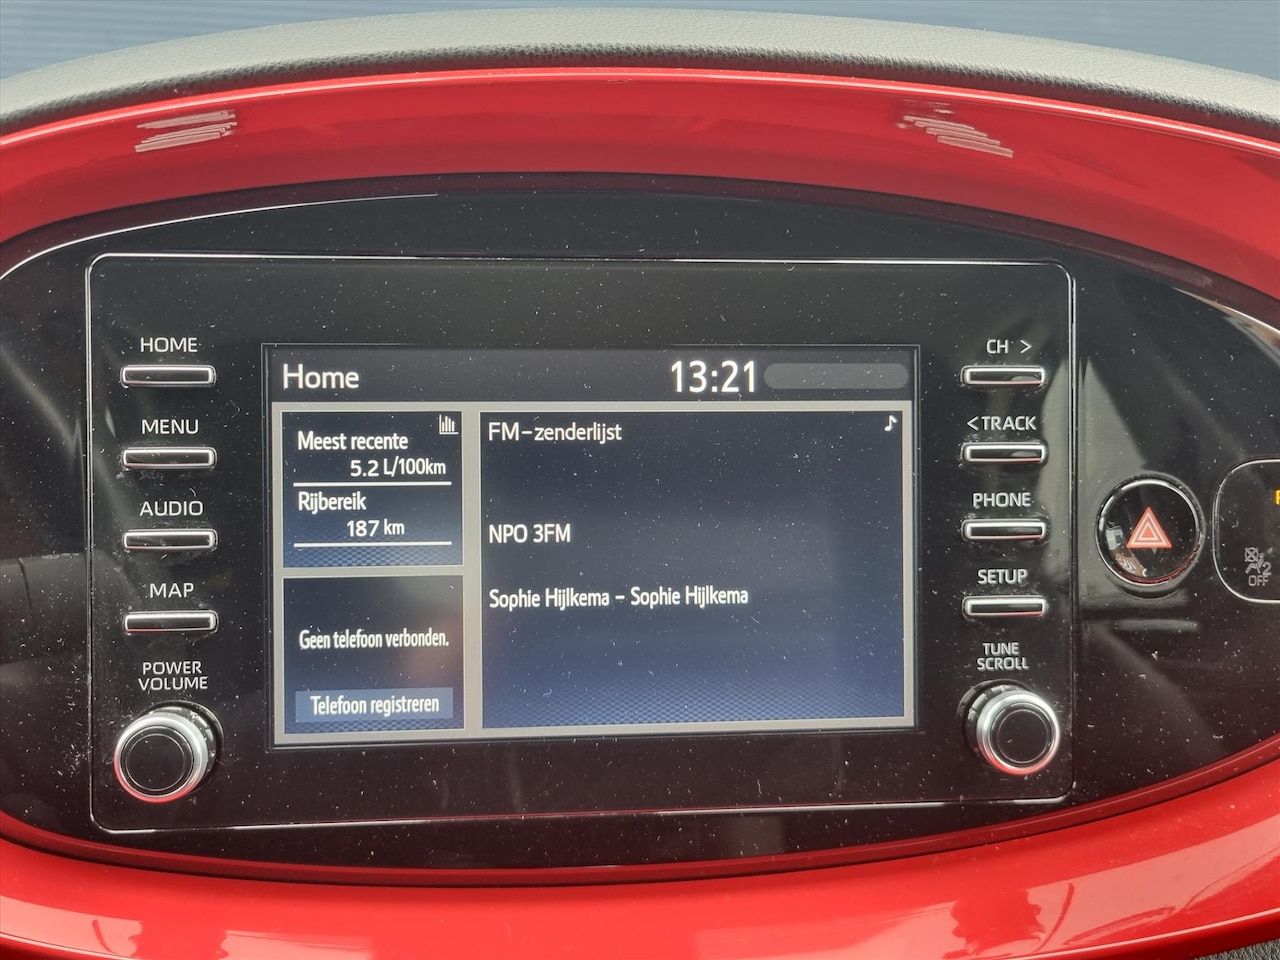 HOME
MENU
AUDIO
MAP
POWER
VOLUME
Home
13:21
Meest recente
5.2 L/100km
Rijbereik
187 km
Geen telefoon verbonden.
Telefoon registreren
FM-zenderlijst
NPO 3FM
Sophie Hijlkema - Sophie Hijlkema
CH >
< TRACK
PHONE
SETUP
TUNE
SCROLL
2
OFF